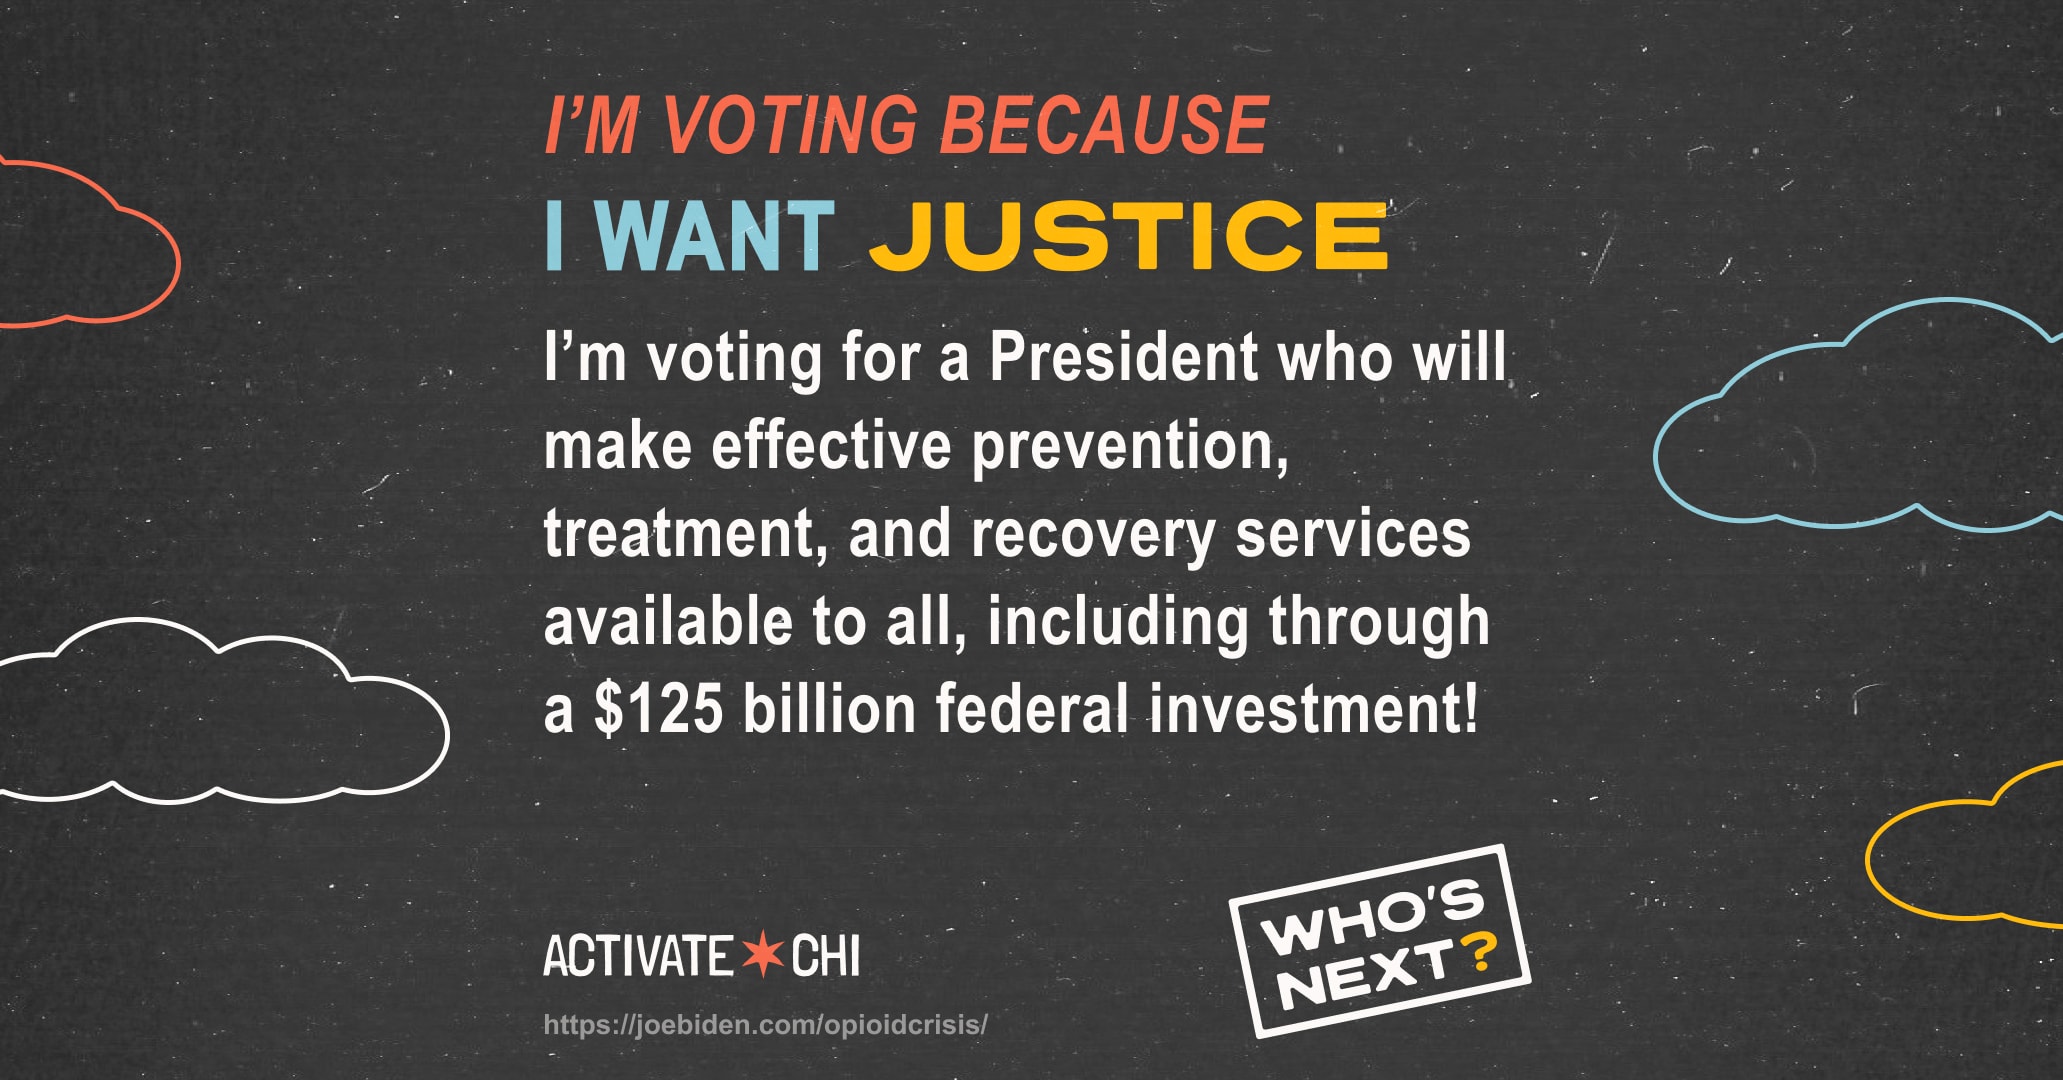 I'M VOTING BECAUSE
I WANT JUSTICE
I'm voting for a President who will
make effective prevention,
treatment, and recovery services
available to all, including through
a $125 billion federal investment!
ACTIVATE CHI
https://joebiden.com/opioidcrisis/
WHO'S
NEXT?